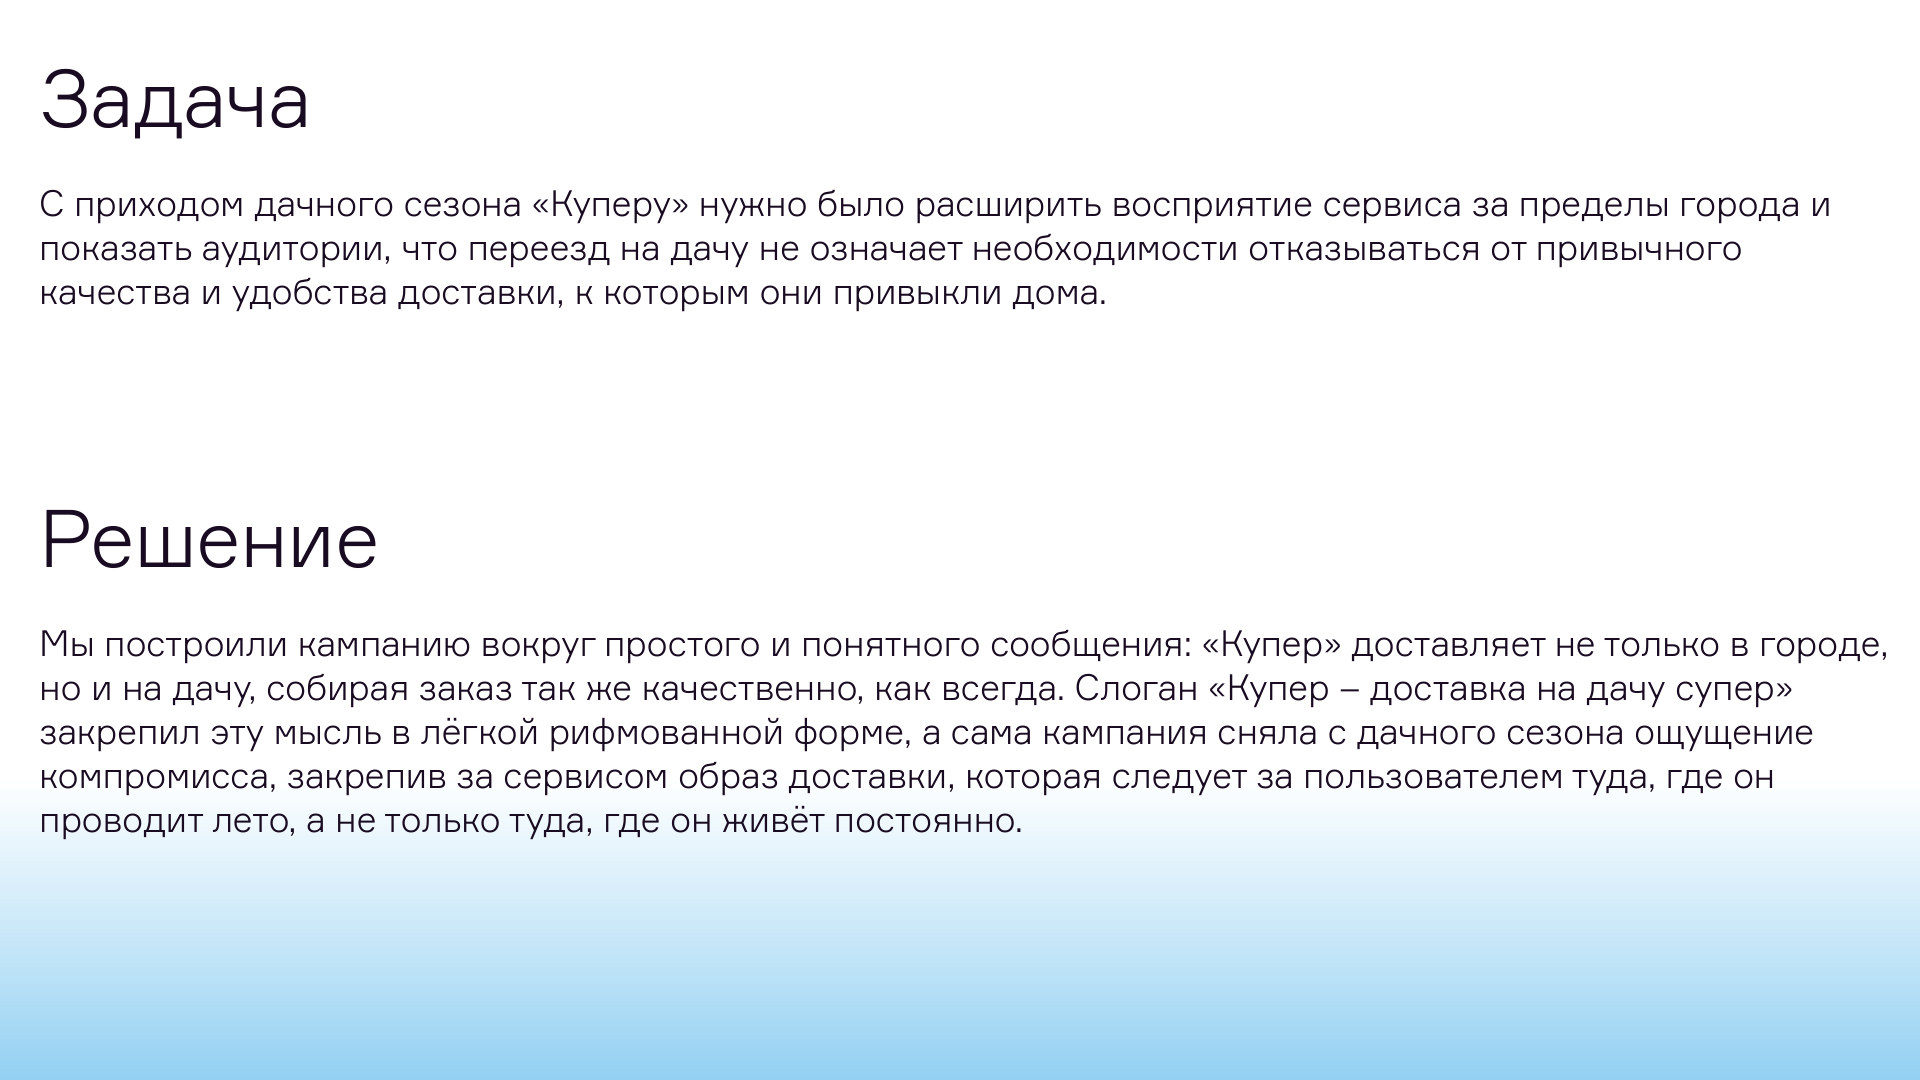 Задача
С приходом дачного сезона «Куперу» нужно было расширить восприятие сервиса за пределы города и
показать аудитории, что переезд на дачу не означает необходимости отказываться от привычного
качества и удобства доставки, к которым они привыкли дома.
Решение
Мы построили кампанию вокруг простого и понятного сообщения: «Купер» доставляет не только в городе,
но и на дачу, собирая заказ так же качественно, как всегда. Слоган «Купер – доставка на дачу супер»
закрепил эту мысль в лёгкой рифмованной форме, а сама кампания сняла с дачного сезона ощущение
компромисса, закрепив за сервисом образ доставки, которая следует за пользователем туда, где он
проводит лето, а не только туда, где он живёт постоянно.